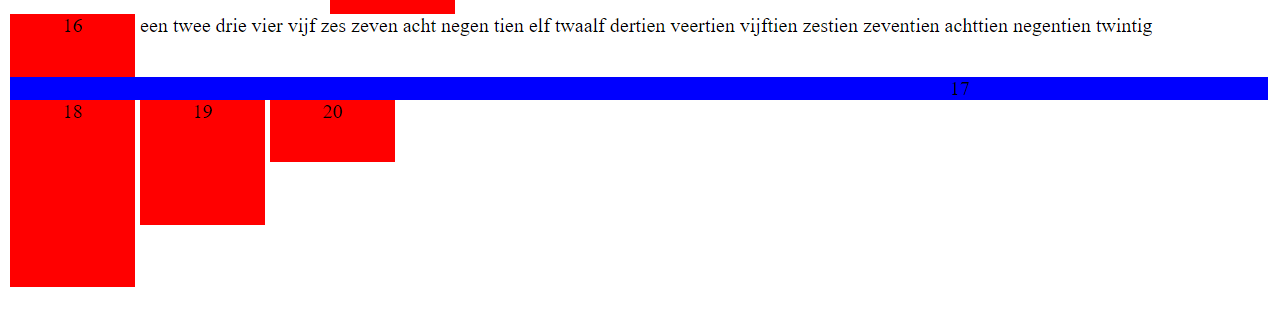 16 een twee drie vier vijf zes zeven acht negen tien elf twaalf dertien veertien vijftien zestien zeventien achttien negentien twintig
17
18 19 20